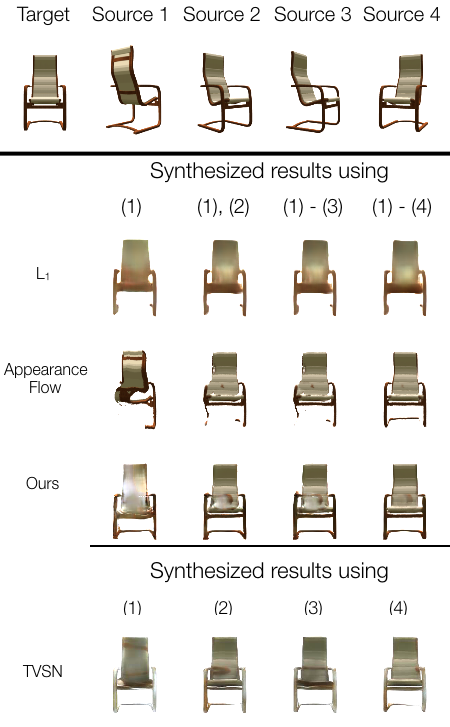 Target Source 1 Source 2 Source 3 Source 4
Synthesized results using
(1) (1), (2) (1) - (3) (1) - (4)
L₁
Appearance
Flow
Ours
Synthesized results using
(1) (2) (3) (4)
TVSN